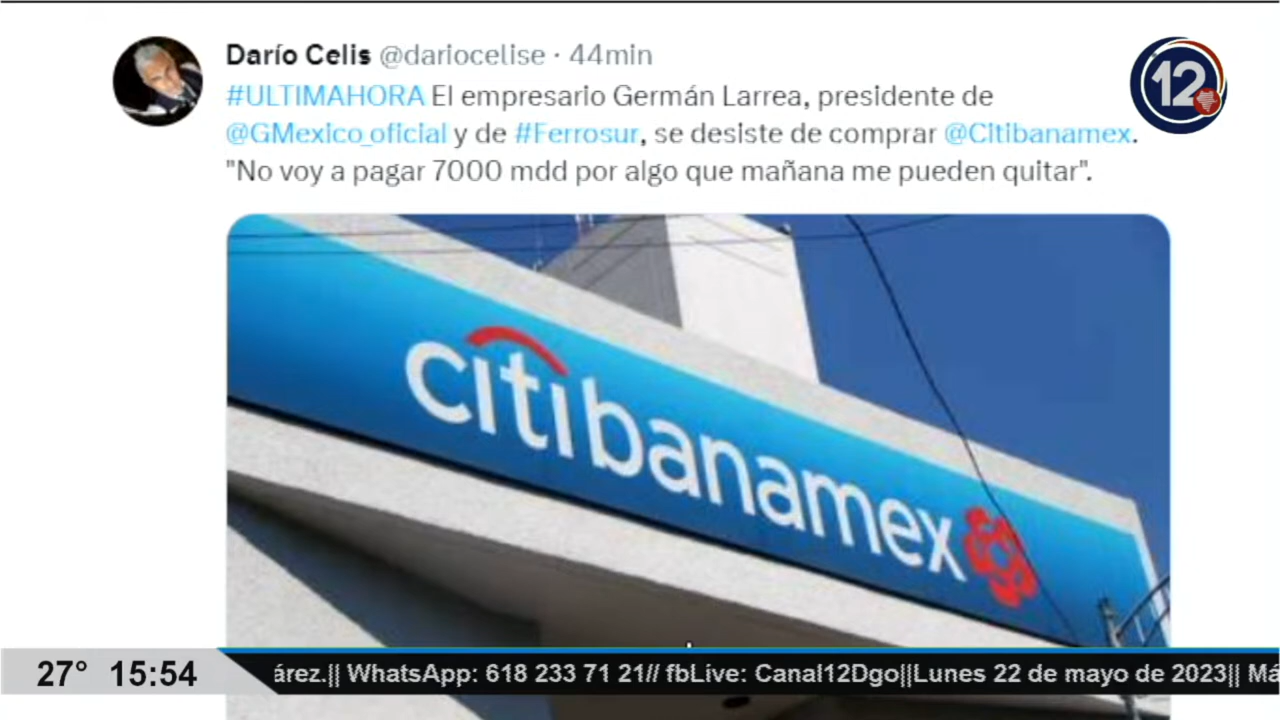 Darío Celis @dariocelise · 44min
12
#ULTIMAHORA El empresario Germán Larrea, presidente de
@GMexico_oficial y de #Ferrosur, se desiste de comprar @Citibanamex.
"No voy a pagar 7000 mdd por algo que mañana me pueden quitar".
citibanamex
27° 15:54 árez.|| WhatsApp: 618 233 71 21// fbLive: Canal12Dgo||Lunes 22 de mayo de 2023|| Má